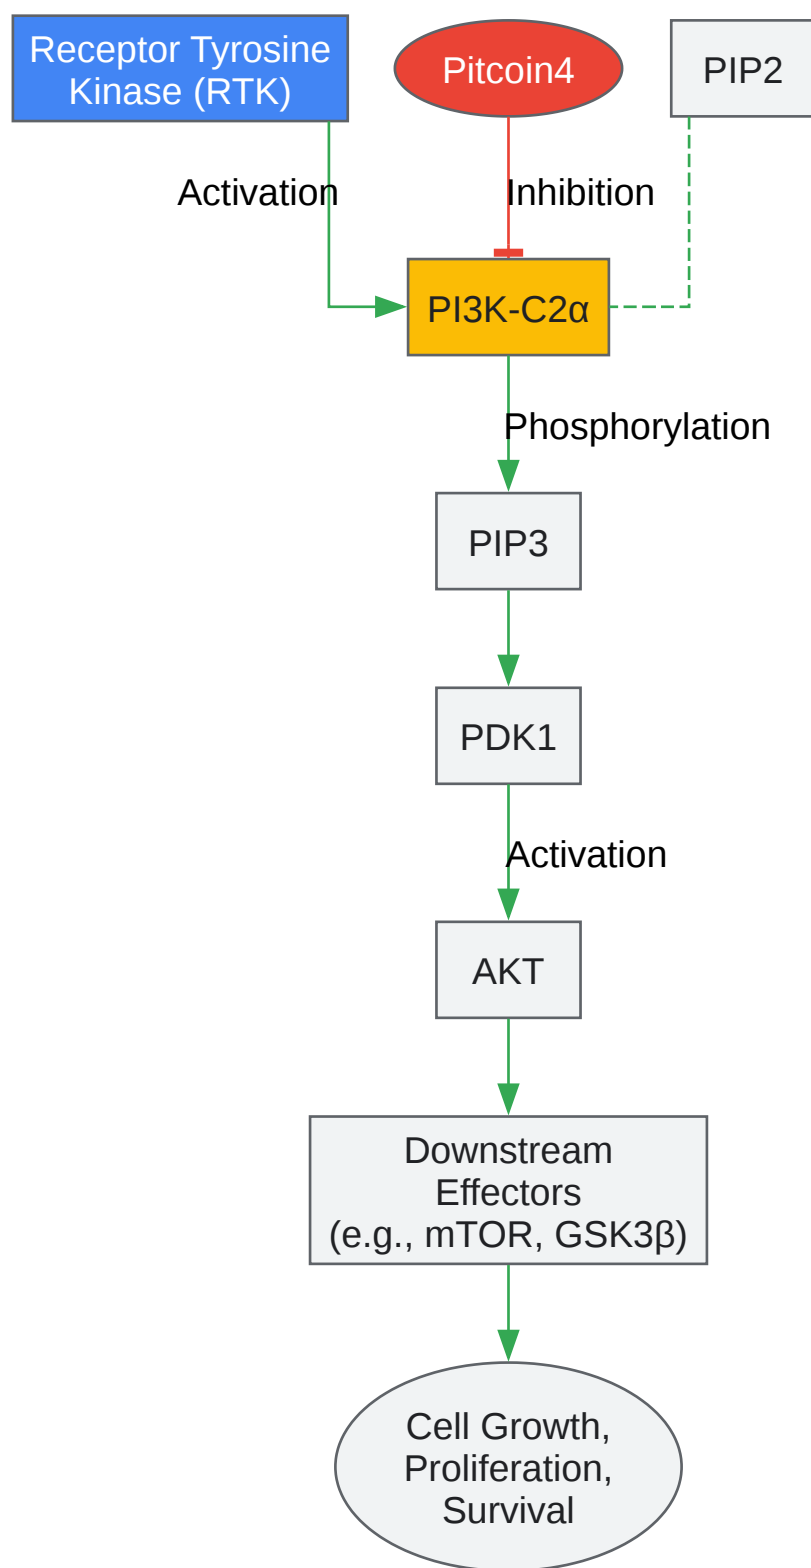 Receptor Tyrosine
Kinase (RTK)
Pitcoin4
PIP2
Activation
Inhibition
PI3K-C2α
Phosphorylation
PIP3
PDK1
Activation
AKT
Downstream
Effectors
(e.g., mTOR, GSK3β)
Cell Growth,
Proliferation,
Survival